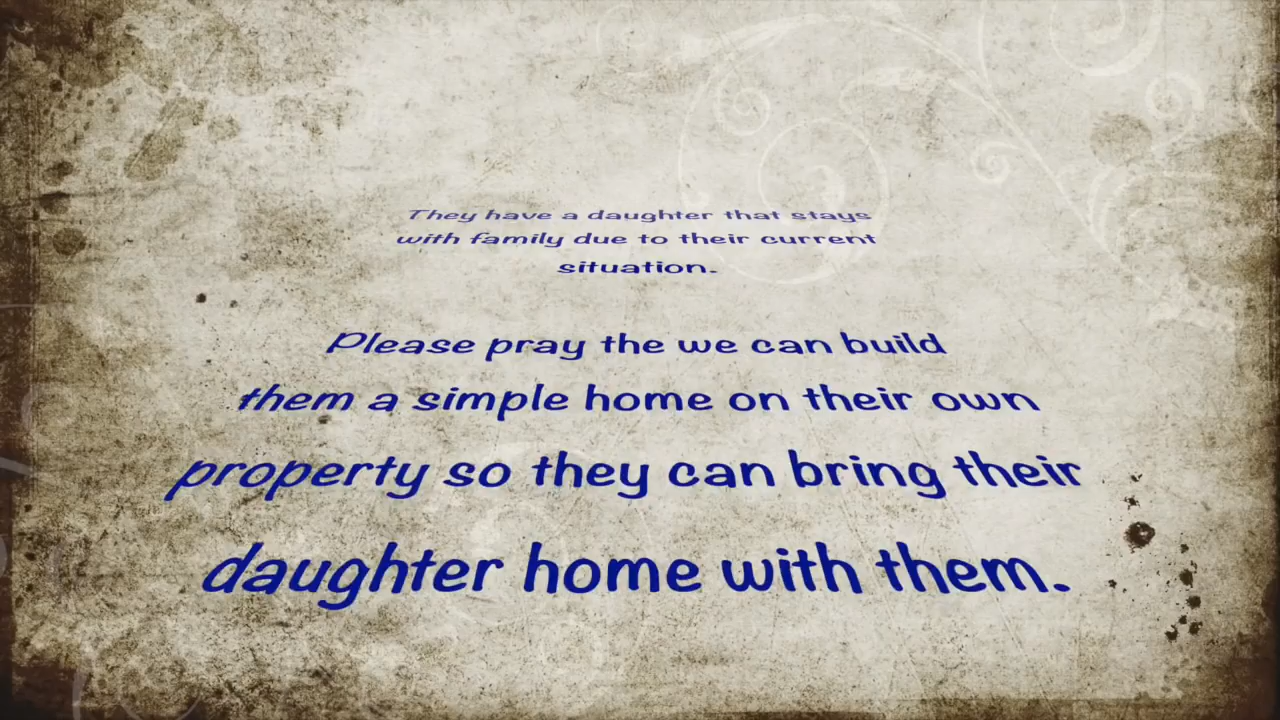 They have a daughter that stays
with family due to their current
situation.
Please pray the we can build
them a simple home on their own
property so they can bring their
daughter home with them.